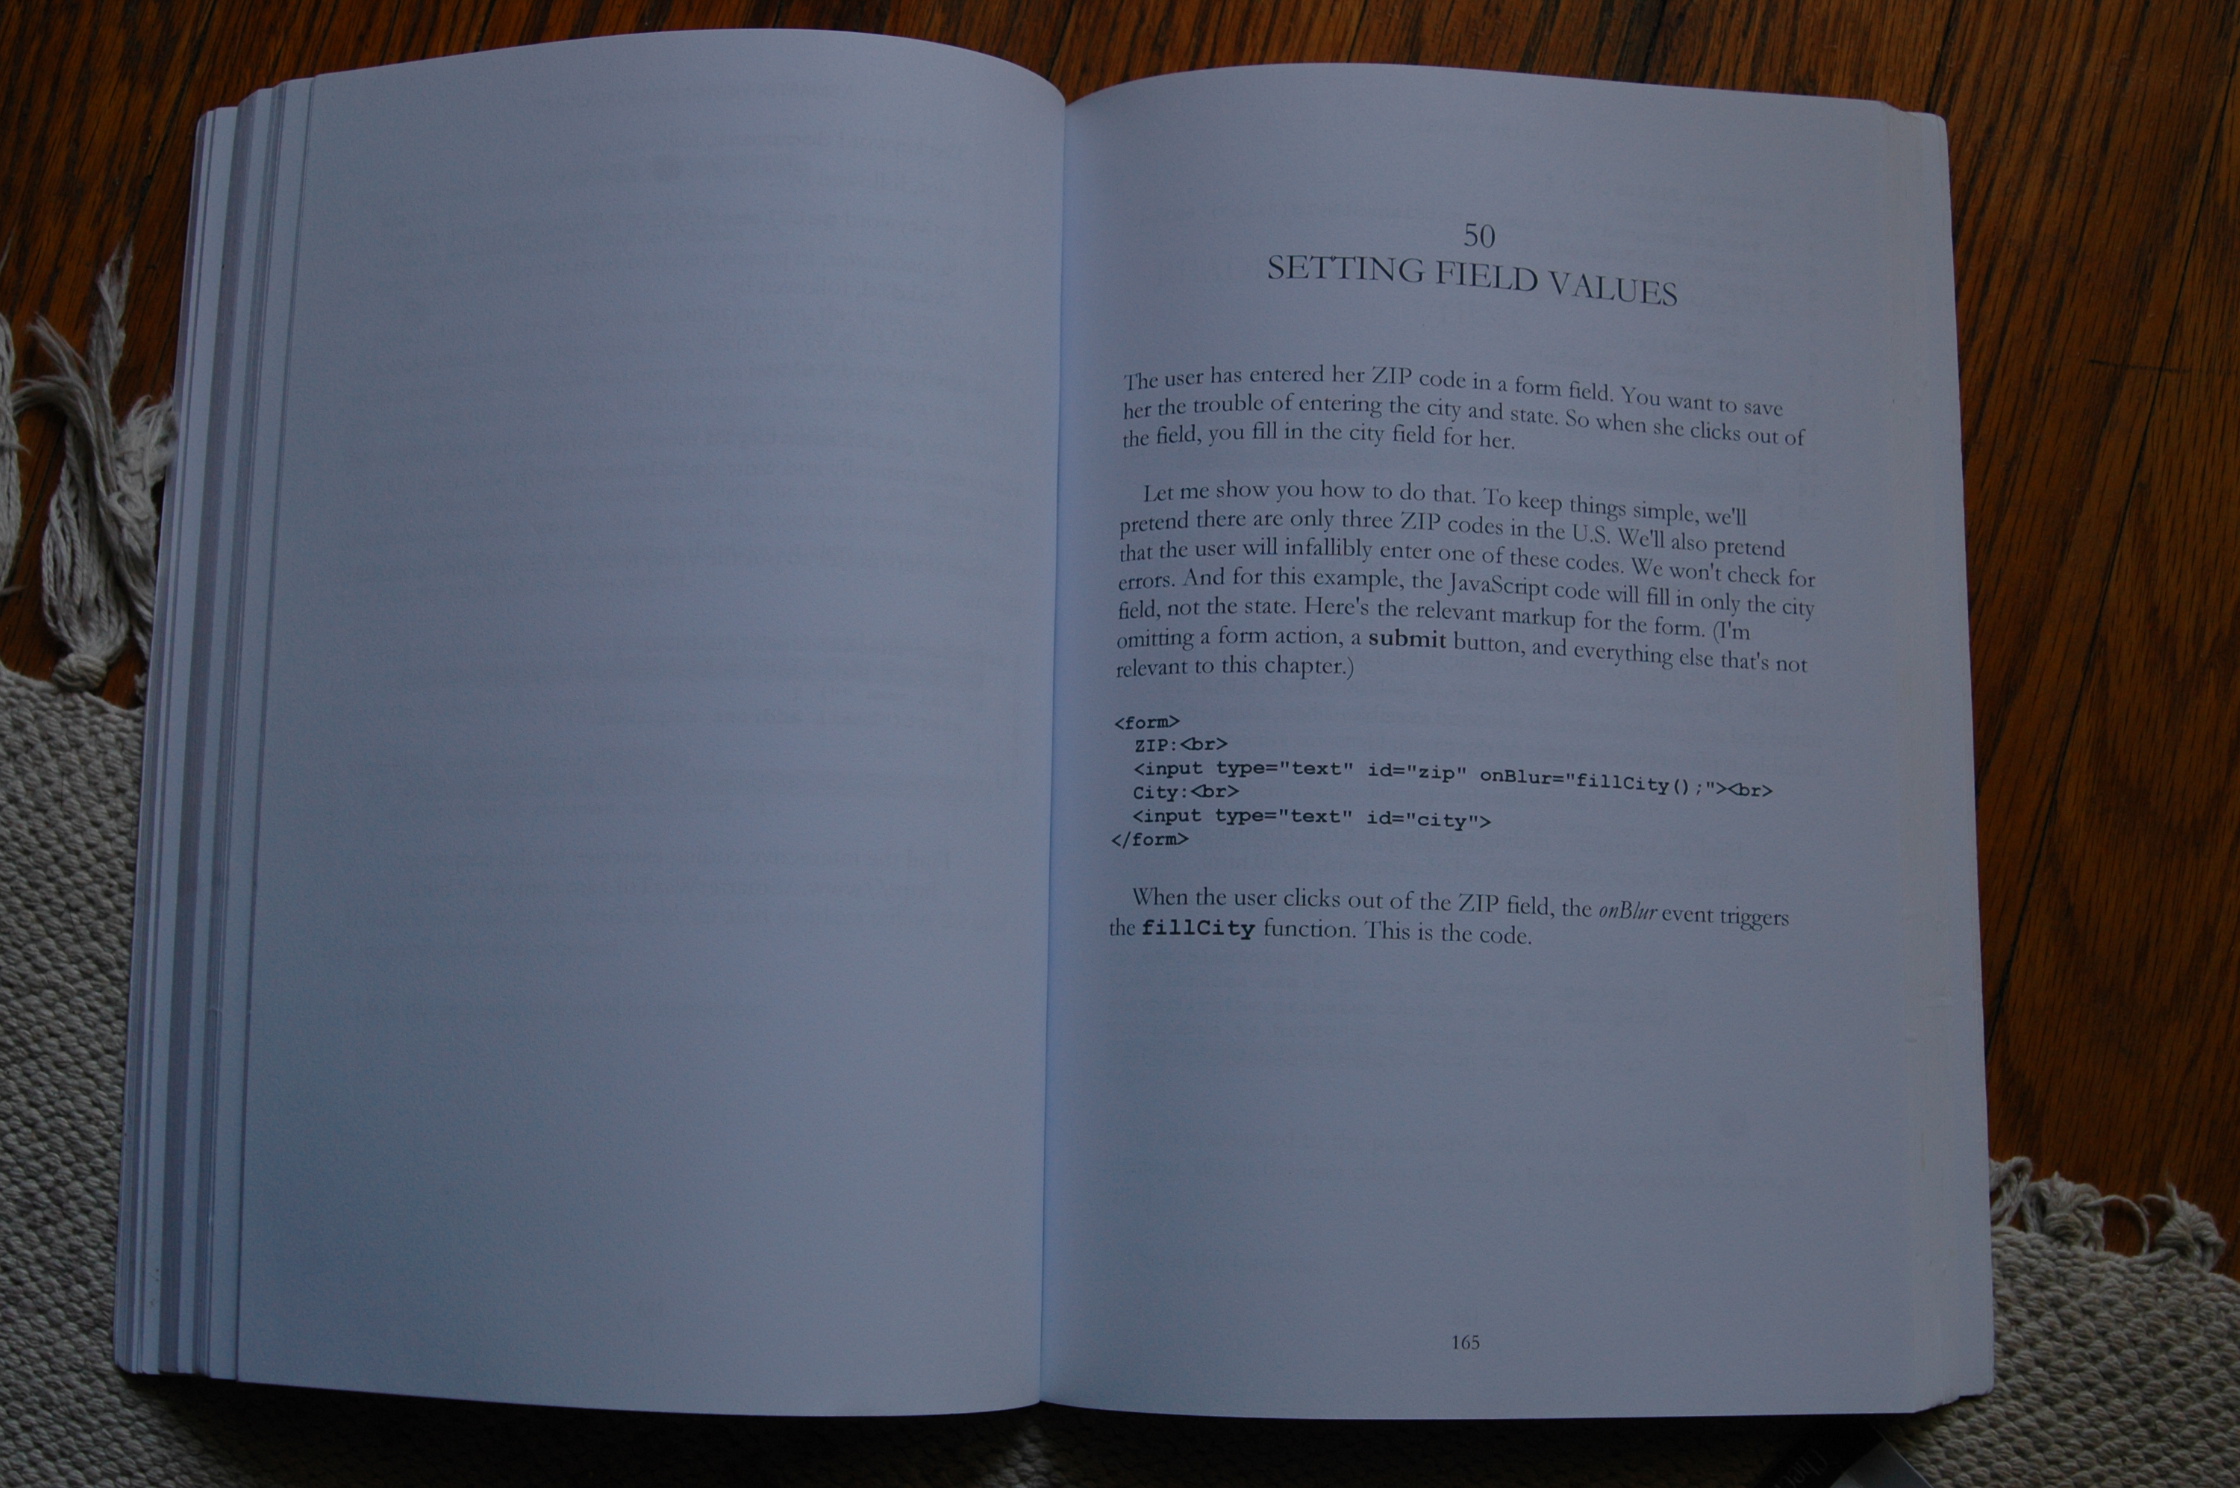 50
SETTING FIELD VALUES
The user has entered her ZIP code in a form field. You want to save
her the trouble of entering the city and state. So when she clicks out of
the field, you fill in the city field for her.
Let me show you how to do that. To keep things simple, we'll
pretend there are only three ZIP codes in the U.S. We'll also pretend
that the user will infallibly enter one of these codes. We won't check for
errors. And for this example, the JavaScript code will fill in only the city
field, not the state. Here's the relevant markup for the form. (I'm
omitting a form action, a submit button, and everything else that's not
relevant to this chapter.)
<form>
ZIP:<br>
<input type="text" id="zip" onBlur="fillCity();"><br>
City:<br>
<input type="text" id="city">
</form>
When the user clicks out of the ZIP field, the onBlur event triggers
the fillCity function. This is the code.
165